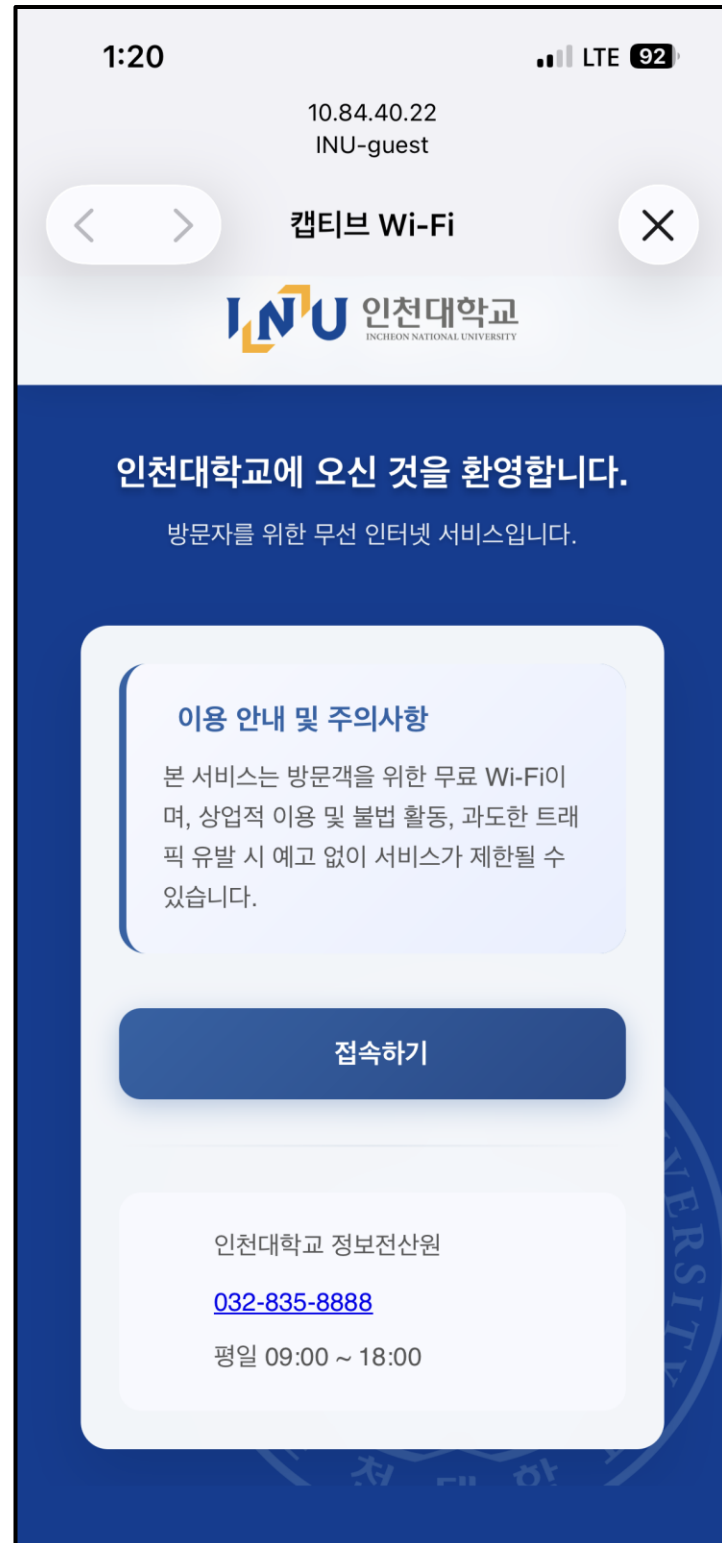 1:20
LTE 92
10.84.40.22
INU-guest
캡티브 Wi-Fi
INU 인천대학교
INCHEON NATIONAL UNIVERSITY
인천대학교에 오신 것을 환영합니다.
방문자를 위한 무선 인터넷 서비스입니다.
이용 안내 및 주의사항
본 서비스는 방문객을 위한 무료 Wi-Fi이
며, 상업적 이용 및 불법 활동, 과도한 트래
픽 유발 시 예고 없이 서비스가 제한될 수
있습니다.
접속하기
인천대학교 정보전산원
032-835-8888
평일 09:00 ~ 18:00